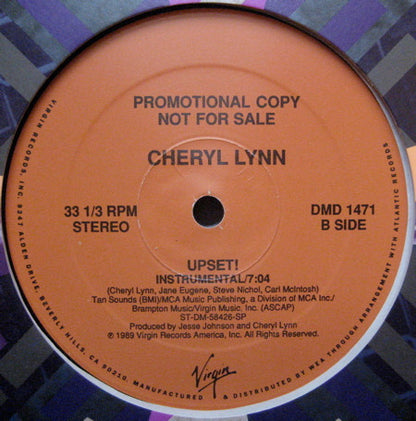 PROMOTIONAL COPY
NOT FOR SALE
CHERYL LYNN
33 1/3 RPM
STEREO
DMD 1471
B SIDE
UPSET!
INSTRUMENTAL/7:04
(Cheryl Lynn, Jane Eugene, Steve Nichol, Carl McIntosh)
Tan Sounds (BMI)/MCA Music Publishing, a Division of MCA Inc./
Brampton Music/Virgin Music, Inc. (ASCAP)
ST-DM-58426-SP
Produced by Jesse Johnson and Cheryl Lynn
℗ 1989 Virgin Records America, Inc. All Rights Reserved.
Virgin
VIRGIN RECORDS, INC. 9247 ALDEN DRIVE, BEVERLY HILLS, CA 90210. MANUFACTURED & DISTRIBUTED BY WEA THROUGH ARRANGEMENT WITH ATLANTIC RECORDS